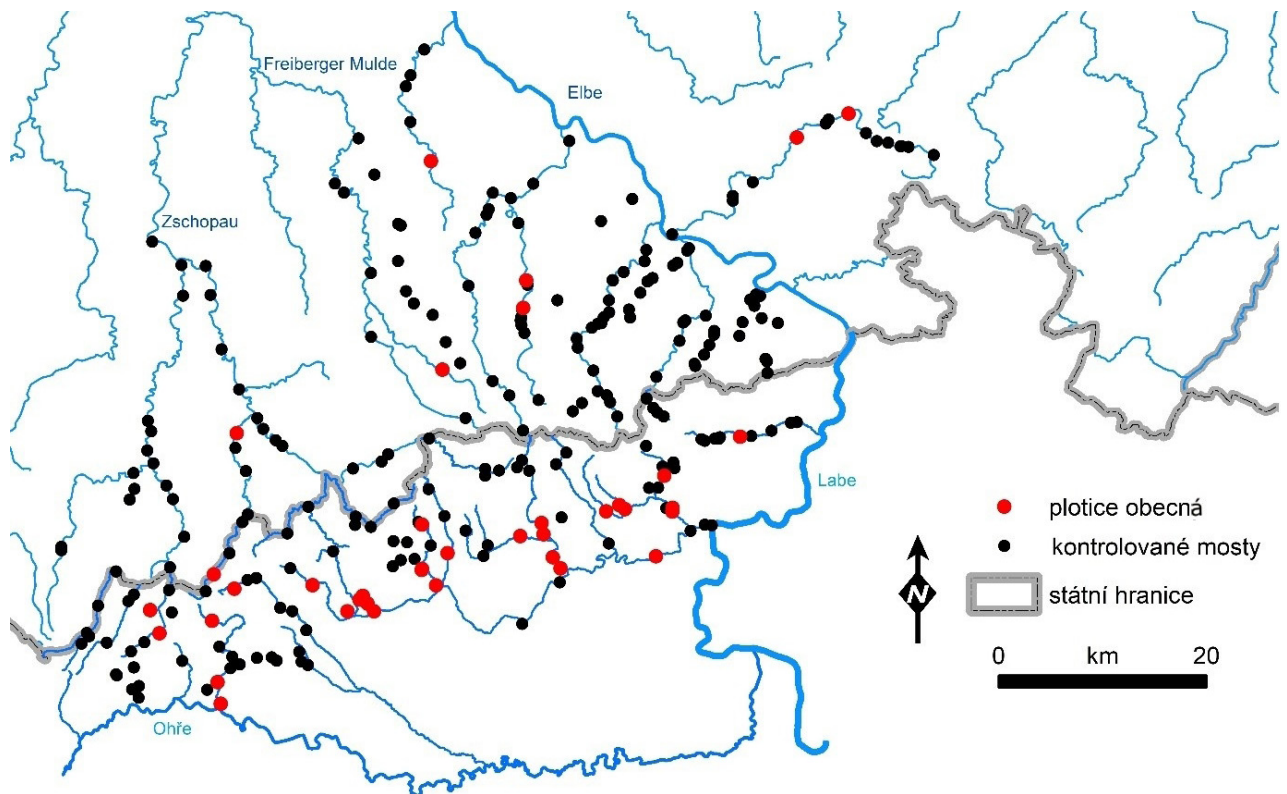 Freiberger Mulde
Elbe
Zschopau
Labe
plotice obecná
kontrolované mosty
N
státní hranice
0 km 20
Ohře